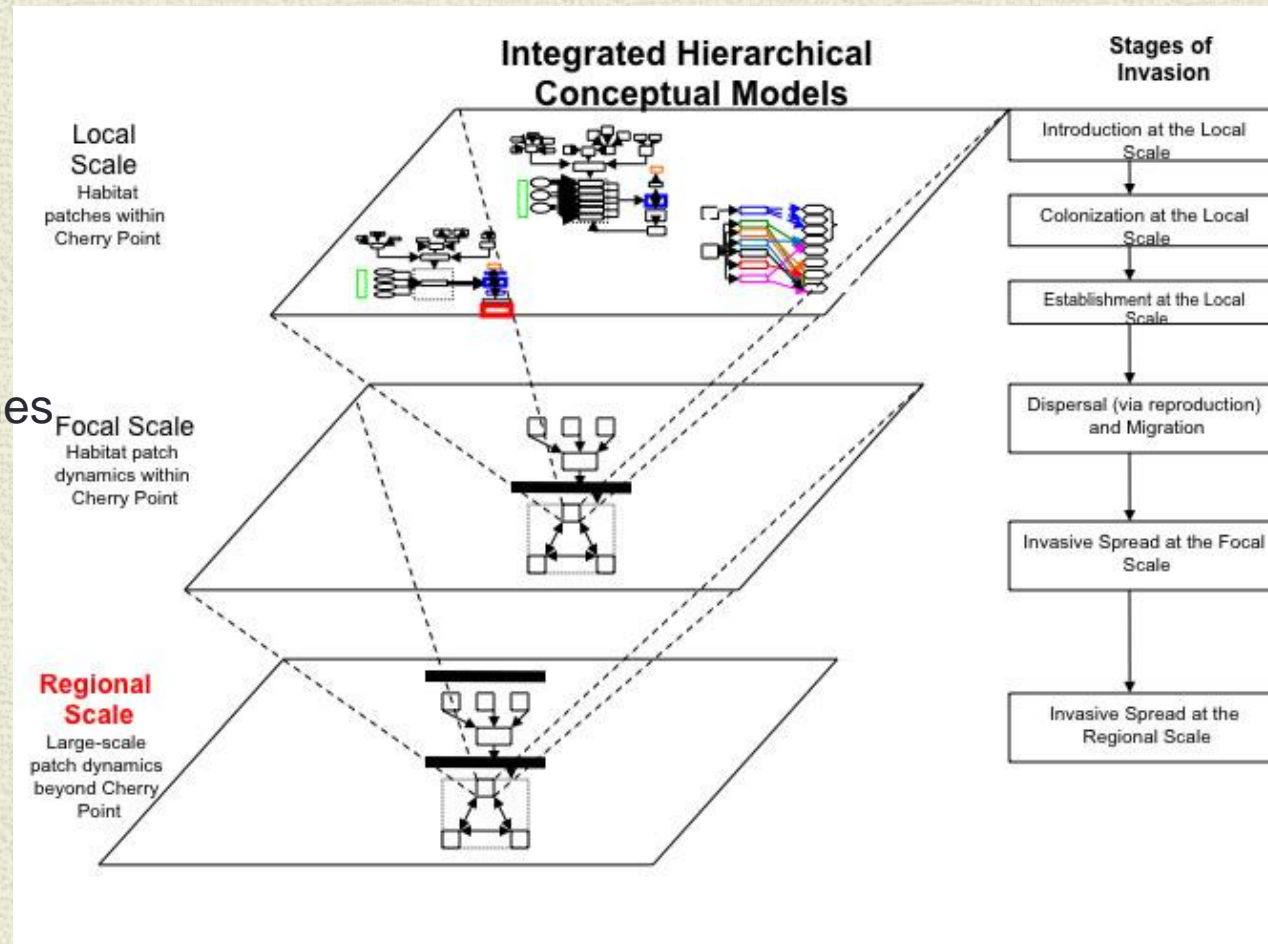 Integrated Hierarchical
Conceptual Models
Stages of
Invasion
Local
Scale
Habitat
patches within
Cherry Point
Introduction at the Local
Scale
Colonization at the Local
Scale
Establishment at the Local
Scale
es
Focal Scale
Habitat patch
dynamics within
Cherry Point
Dispersal (via reproduction)
and Migration
Invasive Spread at the Focal
Scale
Regional
Scale
Large-scale
patch dynamics
beyond Cherry
Point
Invasive Spread at the
Regional Scale